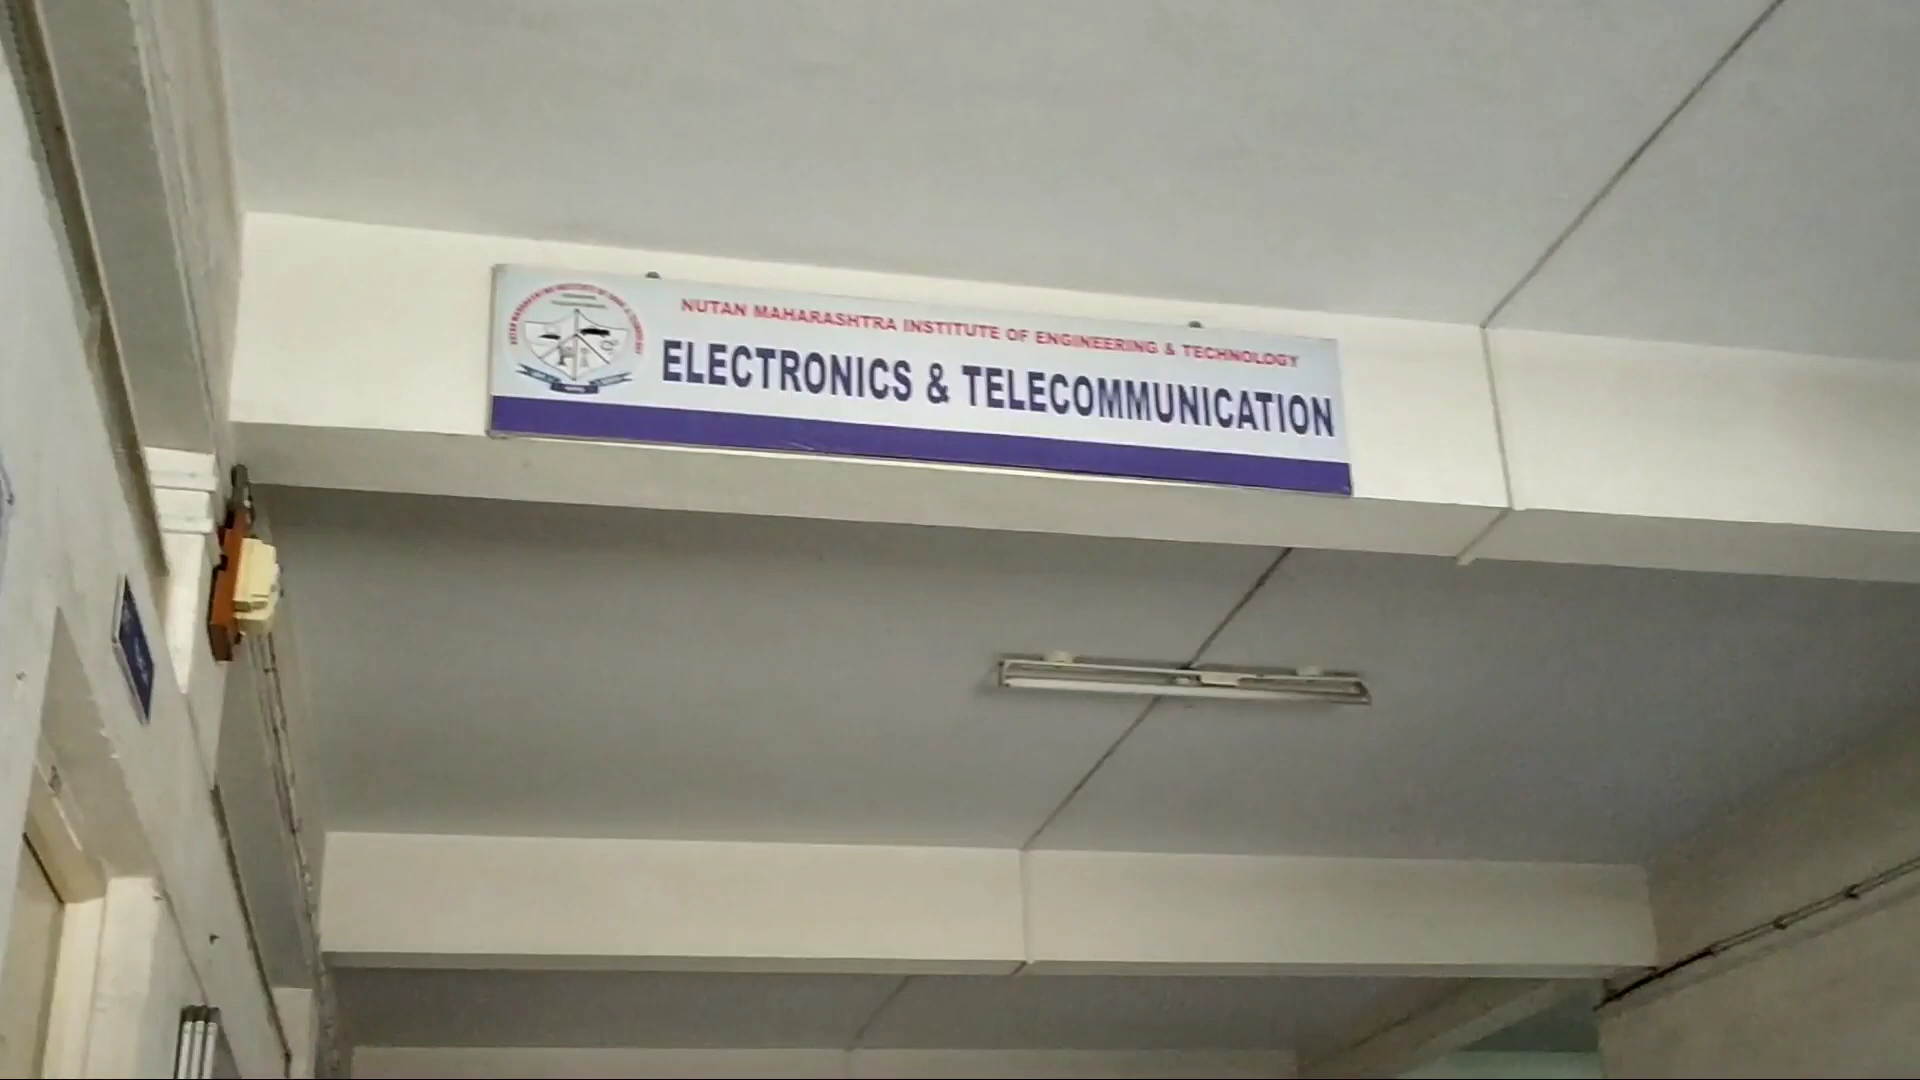 NUTAN MAHARASHTRA INSTITUTE OF ENGINEERING & TECHNOLOGY
ELECTRONICS & TELECOMMUNICATION